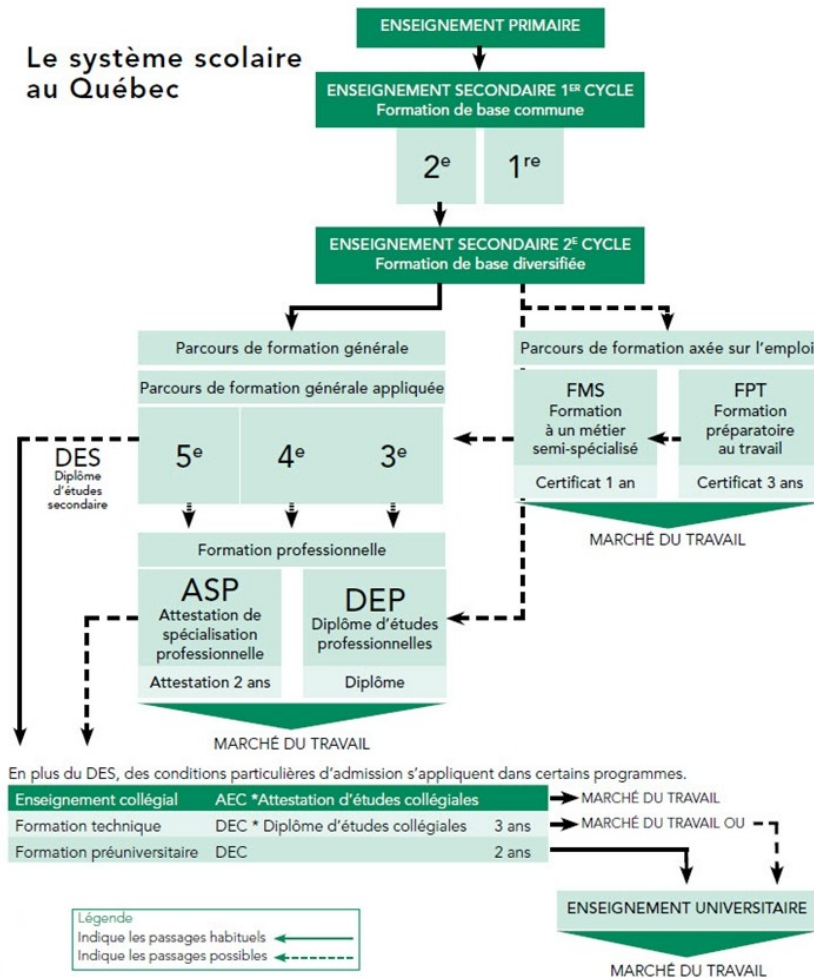 Le système scolaire
au Québec
ENSEIGNEMENT PRIMAIRE
ENSEIGNEMENT SECONDAIRE 1ER CYCLE
Formation de base commune
2e
1re
ENSEIGNEMENT SECONDAIRE 2E CYCLE
Formation de base diversifiée
Parcours de formation générale
Parcours de formation générale appliquée
5e
4e
3e
DES
Diplôme
d'études
secondaire
Parcours de formation axée sur l'emploi
FMS
Formation
à un métier
semi-spécialisé
Certificat 1 an
FPT
Formation
préparatoire
au travail
Certificat 3 ans
MARCHÉ DU TRAVAIL
Formation professionnelle
ASP
Attestation de
spécialisation
professionnelle
Attestation 2 ans
DEP
Diplôme d'études
professionelles
Diplôme
MARCHÉ DU TRAVAIL
En plus du DES, des conditions particulières d'admission s'appliquent dans certains programmes.
Enseignement collégial AEC *Attestation d'études collégiales MARCHÉ DU TRAVAIL
Formation technique DEC * Diplôme d'études collégiales 3 ans MARCHÉ DU TRAVAIL OU
Formation préuniversitaire DEC 2 ans
ENSEIGNEMENT UNIVERSITAIRE
MARCHÉ DU TRAVAIL
Légende
Indique les passages habituels
Indique les passages possibles